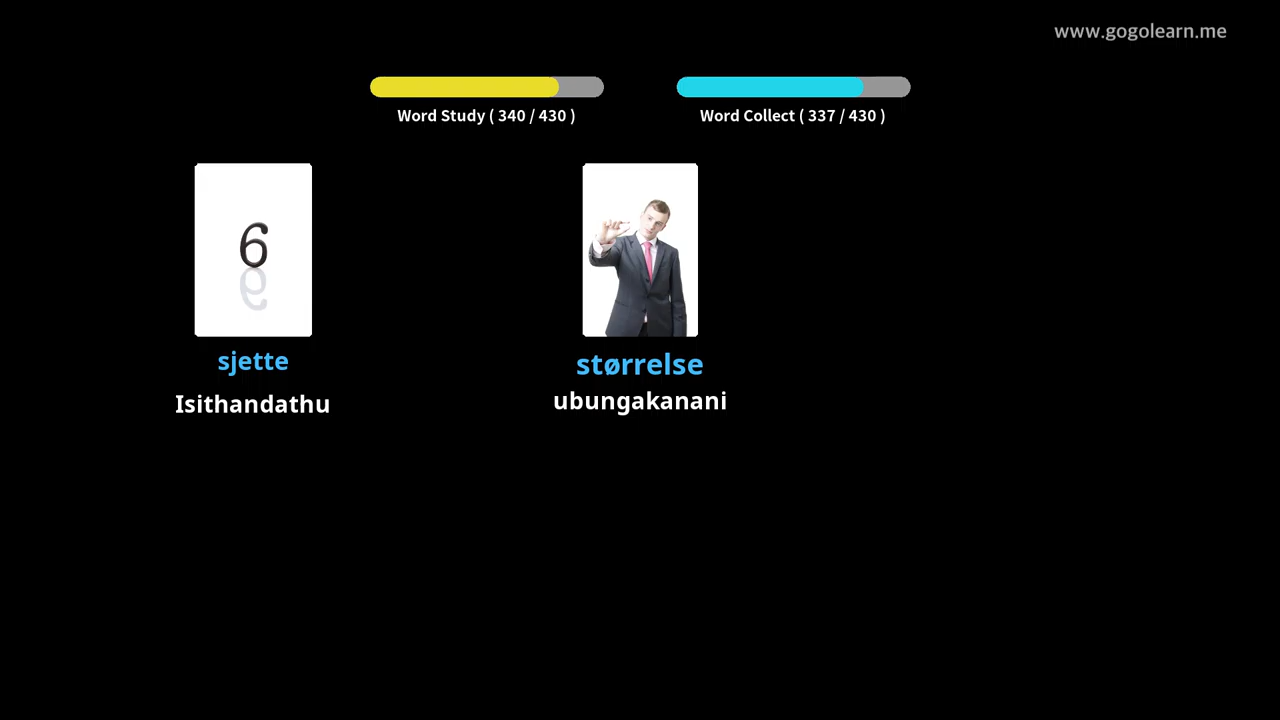 www.gogolearn.me
Word Study ( 340 / 430 )
Word Collect ( 337 / 430 )
6
sjette
Isithandathu
størrelse
ubungakanani